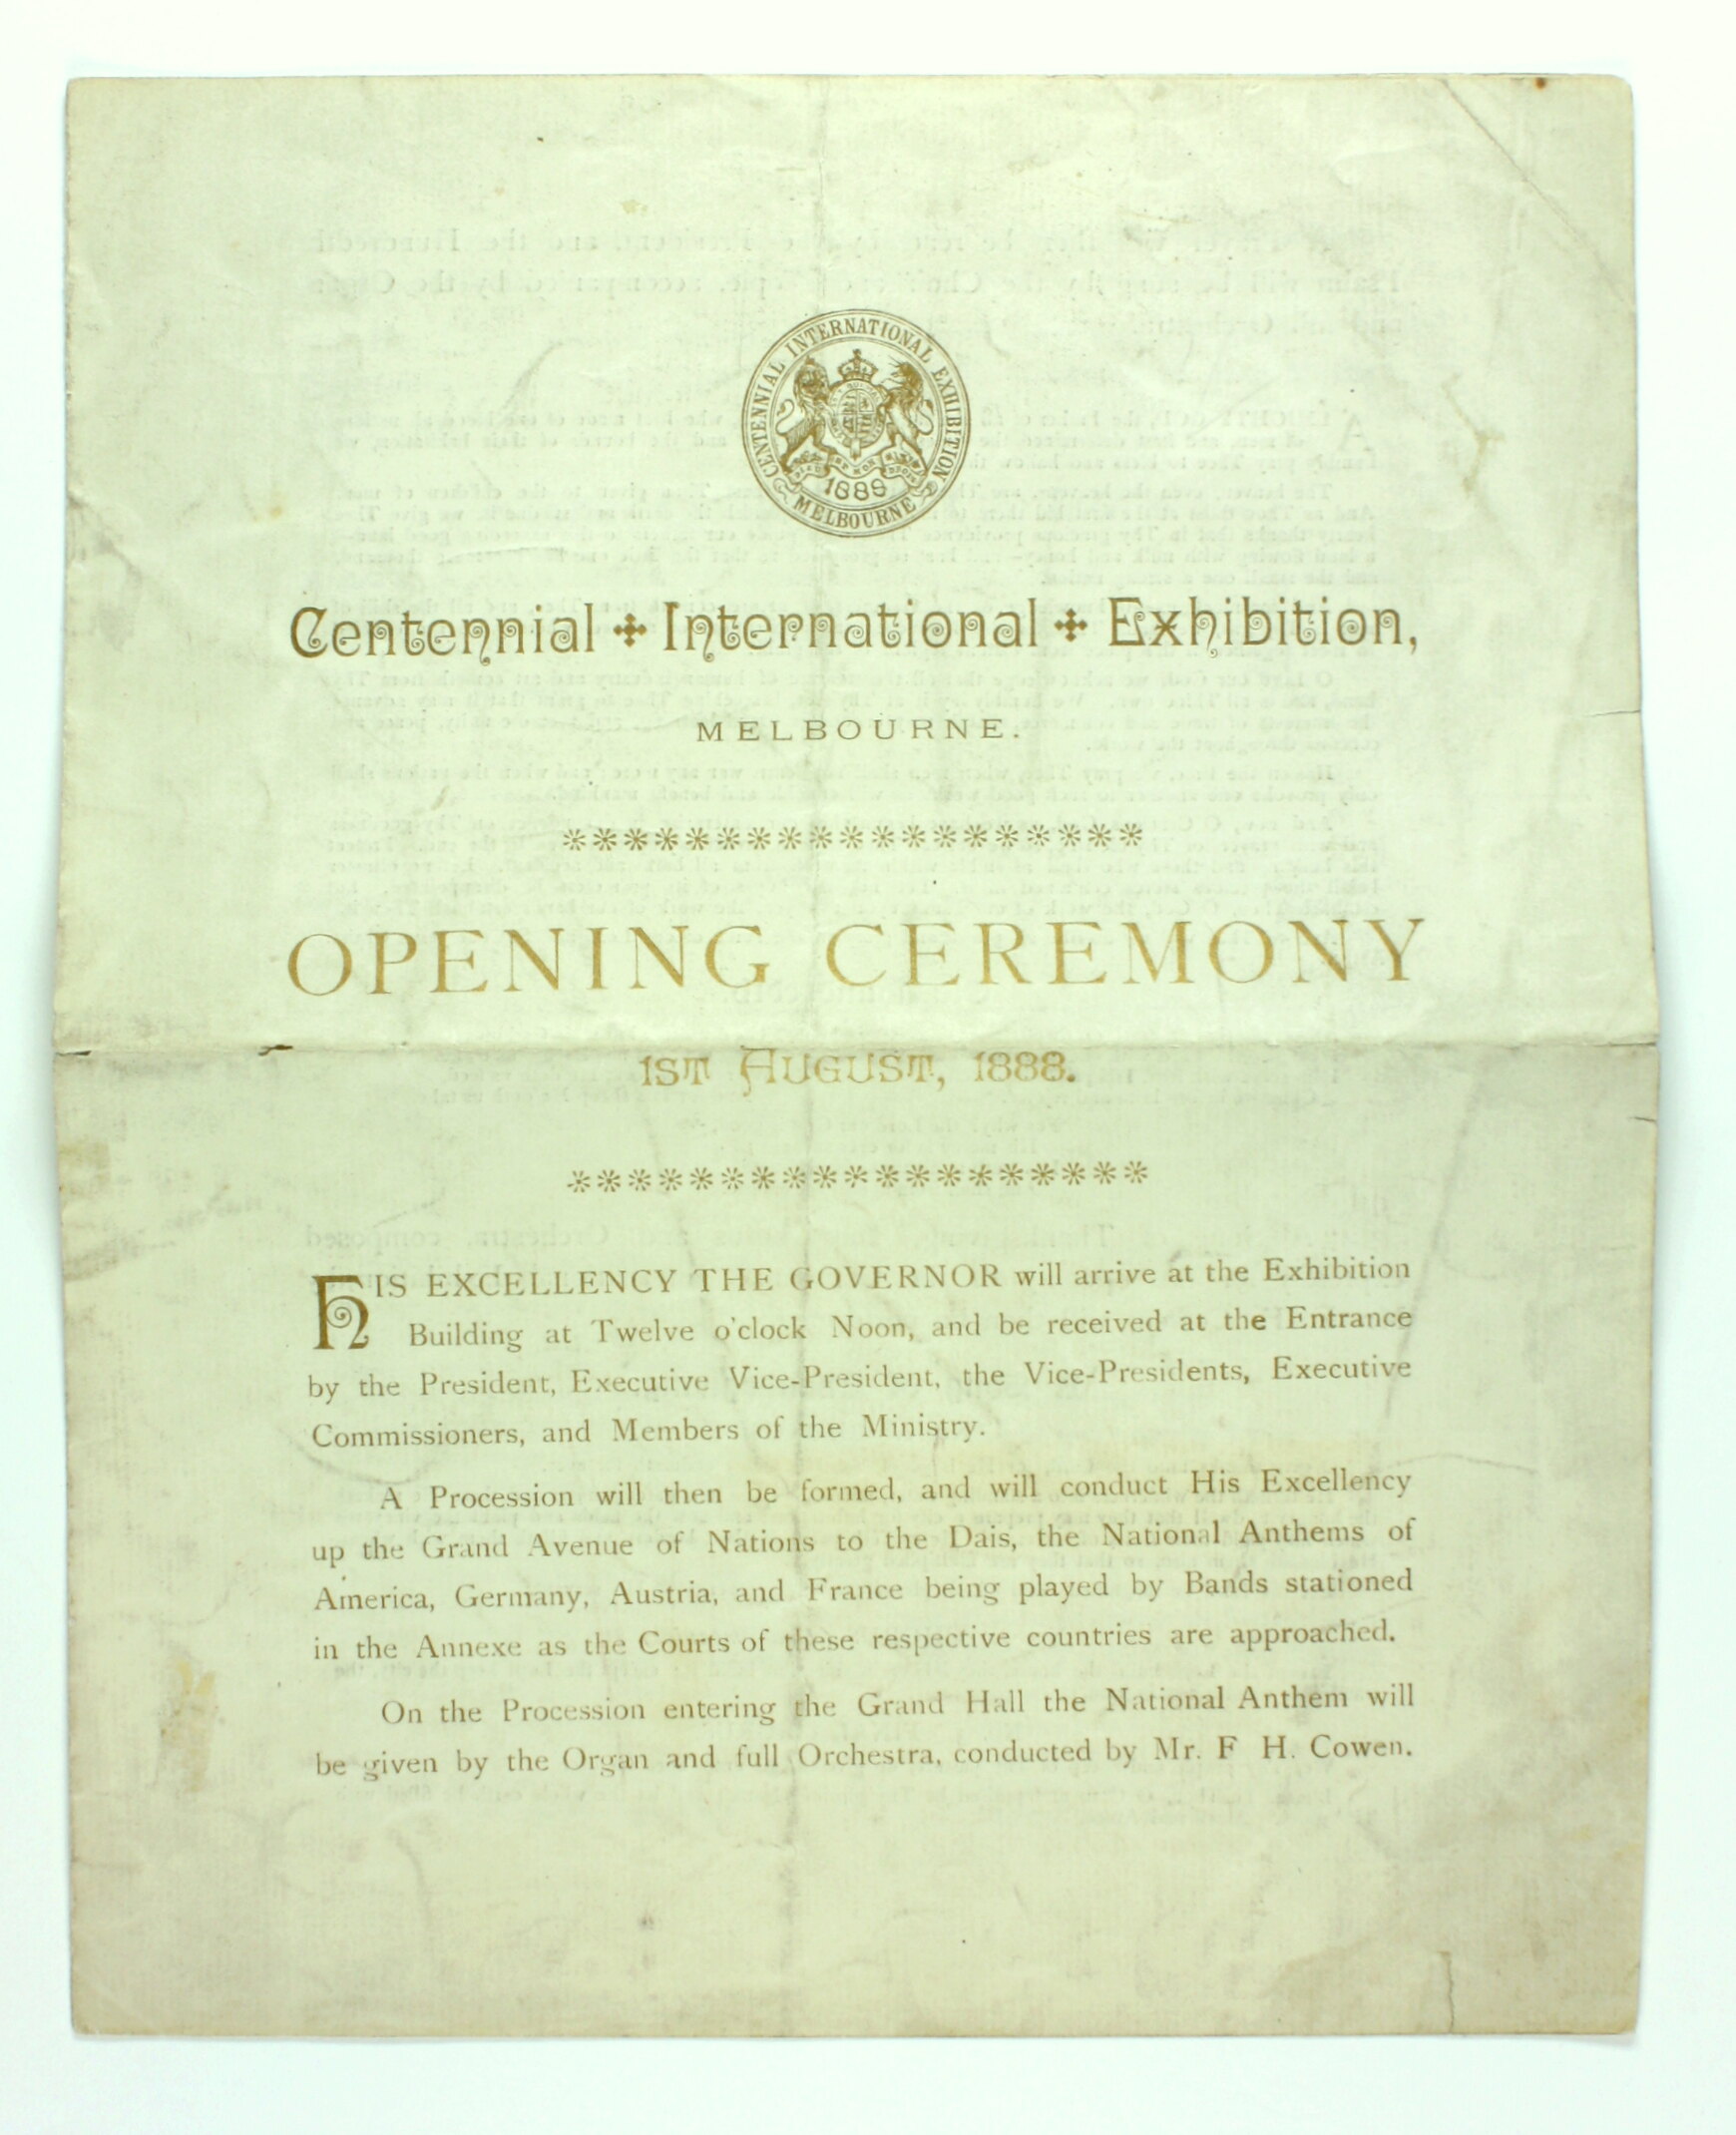 CENTENNIAL INTERNATIONAL EXHIBITION
1888
MELBOURNE
Centennial International Exhibition,
MELBOURNE.
OPENING CEREMONY
1ST AUGUST, 1888.
HIS EXCELLENCY THE GOVERNOR will arrive at the Exhibition
Building at Twelve o'clock Noon, and be received at the Entrance
by the President, Executive Vice-President, the Vice-Presidents, Executive
Commissioners, and Members of the Ministry.
A Procession will then be formed, and will conduct His Excellency
up the Grand Avenue of Nations to the Dais, the National Anthems of
America, Germany, Austria, and France being played by Bands stationed
in the Annexe as the Courts of these respective countries are approached.
On the Procession entering the Grand Hall the National Anthem will
be given by the Organ and full Orchestra, conducted by Mr. F H. Cowen.